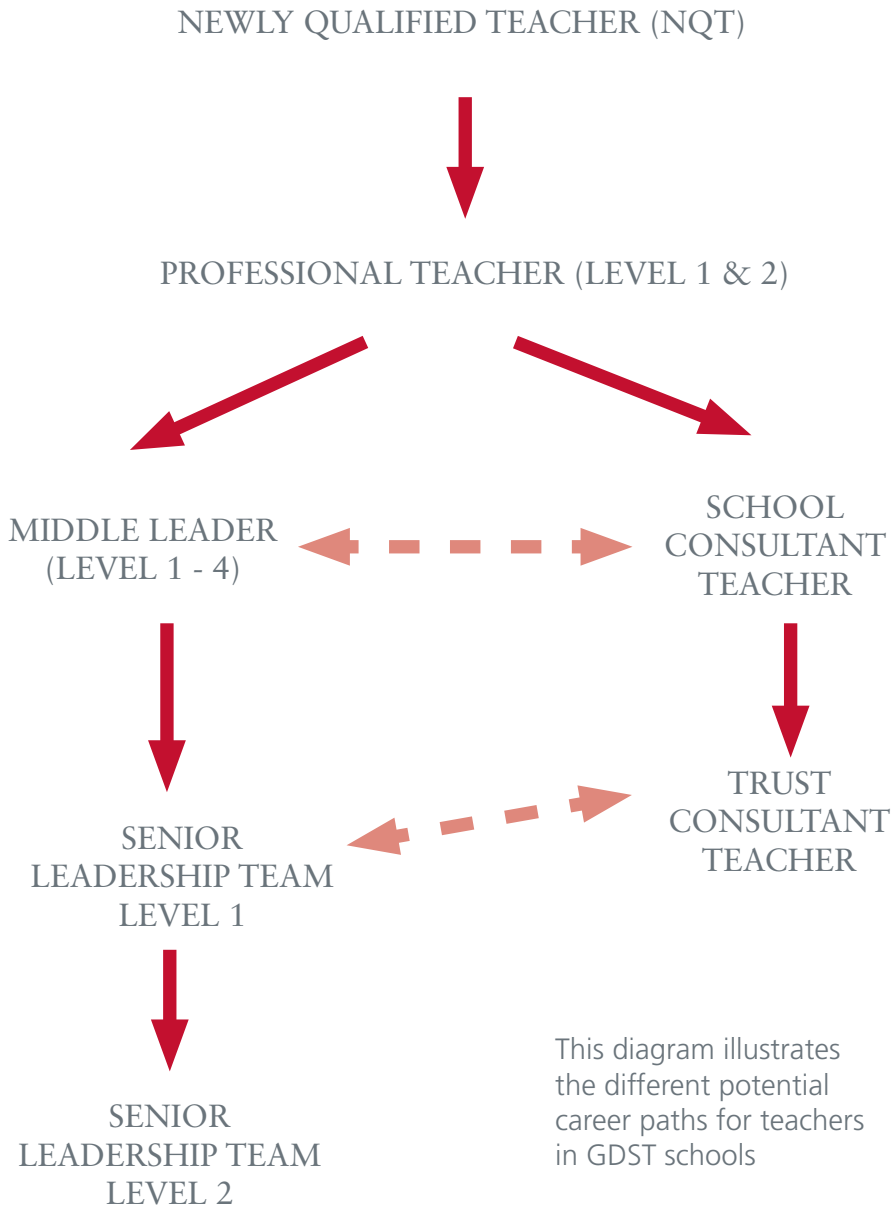 NEWLY QUALIFIED TEACHER (NQT)
PROFESSIONAL TEACHER (LEVEL 1 & 2)
MIDDLE LEADER
(LEVEL 1 - 4)
SCHOOL
CONSULTANT
TEACHER
SENIOR
LEADERSHIP TEAM
LEVEL 1
TRUST
CONSULTANT
TEACHER
SENIOR
LEADERSHIP TEAM
LEVEL 2
This diagram illustrates
the different potential
career paths for teachers
in GDST schools